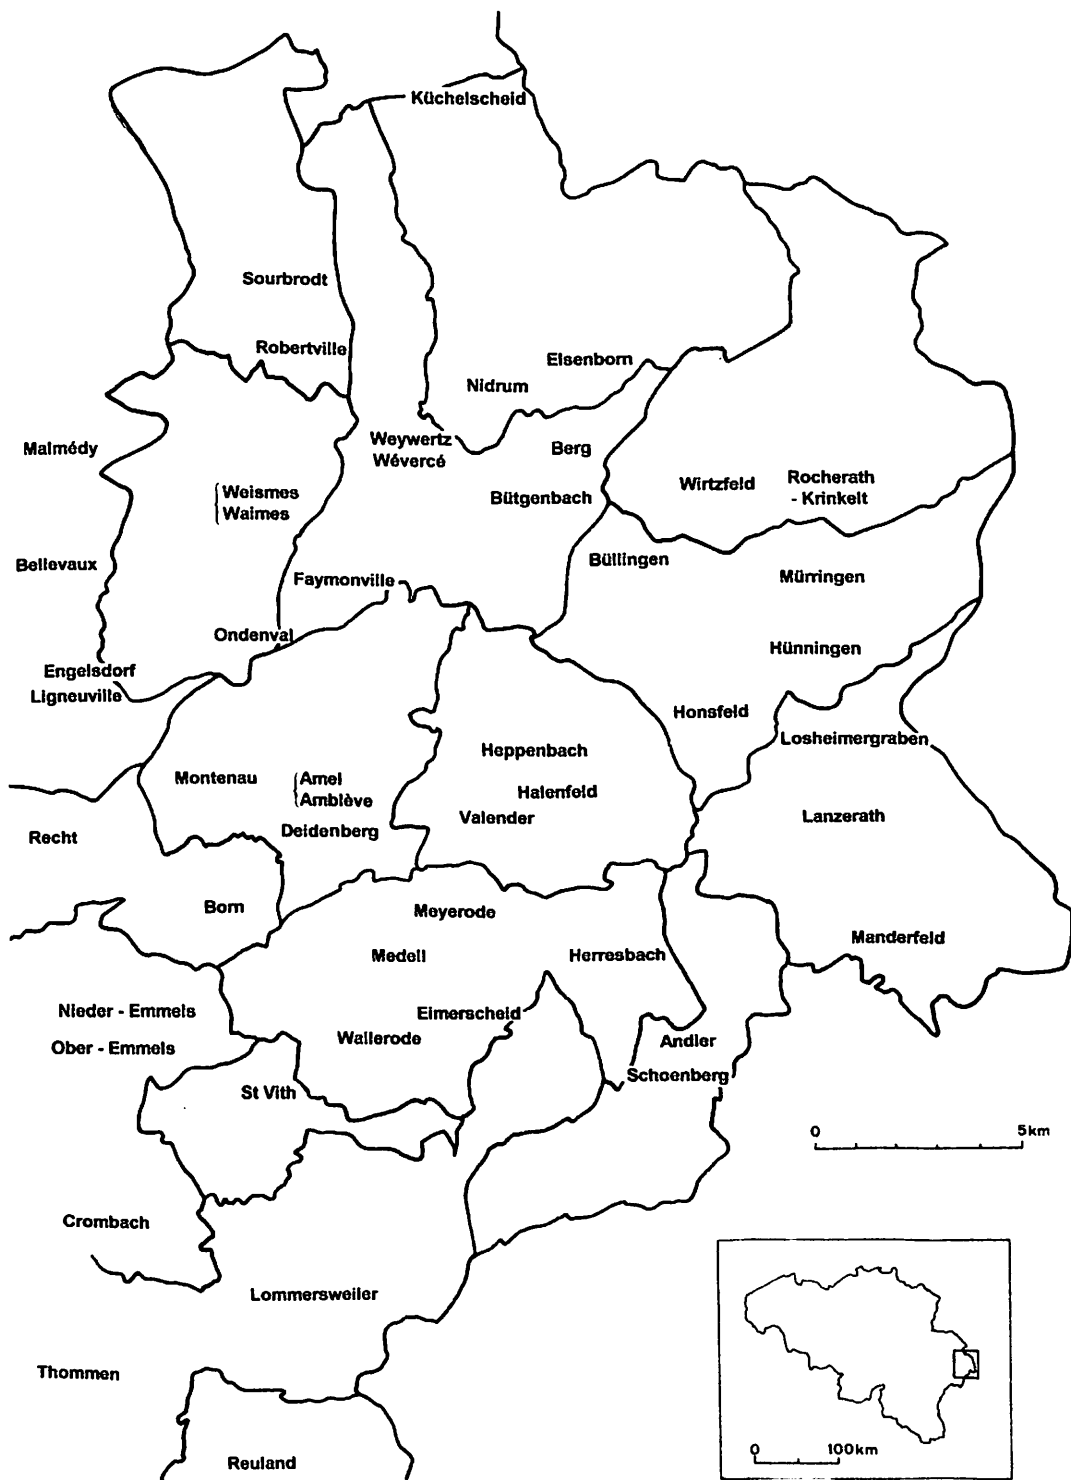 Küchelscheid
Sourbrodt
Robertville
Elsenborn
Nidrum
Malmédy
Weywertz
Wévercé
Berg
Weismes
Waimes
Bütgenbach
Wirtzfeld
Rocherath
- Krinkelt
Bellevaux
Faymonville
Büllingen
Mürringen
Ondenval
Hünningen
Engelsdorf
Ligneuville
Honsfeld
Losheimergraben
Heppenbach
Montenau
Amel
Amblève
Halenfeld
Valender
Lanzerath
Deidenberg
Recht
Born
Meyerode
Manderfeld
Medell
Herresbach
Nieder - Emmels
Eimerscheid
Ober - Emmels
Wallerode
Andler
Schoenberg
St Vith
0 5km
Crombach
Lommersweiler
Thommen
Reuland
0 100km